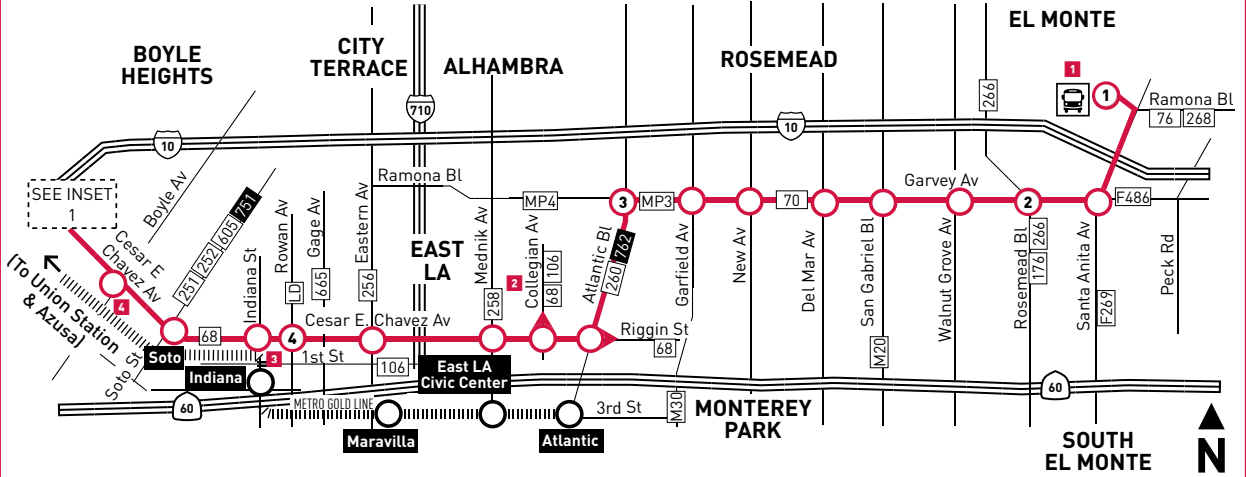 EL MONTE
BOYLE
HEIGHTS
CITY
TERRACE
ALHAMBRA
ROSEMEAD
710
10
10
266
1
1
Ramona Bl
76 268
SEE INSET
1
Boyle Av
Ramona Bl
MP4
3
MP3
70
Garvey Av
2
F486
Cesar E
Chavez Av
251 252 605 751
Indiana St
Rowan Av
LD
Gage Av
665
Eastern Av
256
EAST
LA
Mednik Av
258
2
Collegian Av
68 106
Atlantic Bl
260 762
Garfield Av
New Av
Del Mar Av
San Gabriel Bl
M20
Walnut Grove Av
Rosemead Bl
176 266
Santa Anita Av
F269
Peck Rd
(To Union Station
& Azusa)
4
68
4
Cesar E. Chavez Av
Riggin St
68
Soto
Soto St
3
1st St
106
Indiana
East LA
Civic Center
60
60
METRO GOLD LINE
3rd St
M30
Maravilla
Atlantic
MONTEREY
PARK
SOUTH
EL MONTE
N